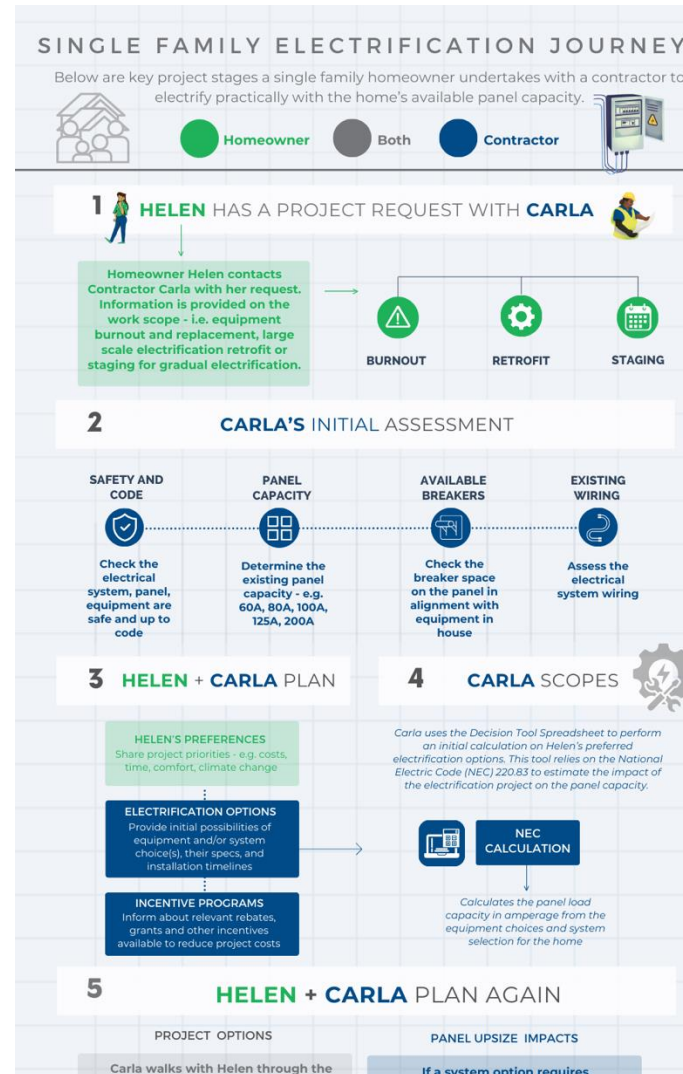 SINGLE FAMILY ELECTRIFICATION JOURNEY
Below are key project stages a single family homeowner undertakes with a contractor to
electrify practically with the home's available panel capacity.
Homeowner
Both
Contractor
1 HELEN HAS A PROJECT REQUEST WITH CARLA
Homeowner Helen contacts
Contractor Carla with her request.
Information is provided on the
work scope - i.e. equipment
burnout and replacement, large
scale electrification retrofit or
staging for gradual electrification.
BURNOUT
RETROFIT
STAGING
2 CARLA'S INITIAL ASSESSMENT
SAFETY AND
CODE
Check the
electrical
system, panel,
equipment are
safe and up to
code
PANEL
CAPACITY
Determine the
existing panel
capacity - e.g.
60A, 80A, 100A,
125A, 200A
AVAILABLE
BREAKERS
Check the
breaker space
on the panel in
alignment with
equipment in
house
EXISTING
WIRING
Assess the
electrical
system wiring
3 HELEN + CARLA PLAN
HELEN'S PREFERENCES
Share project priorities - e.g. costs,
time, comfort, climate change
ELECTRIFICATION OPTIONS
Provide initial possibilities of
equipment and/or system
choice(s), their specs, and
installation timelines
INCENTIVE PROGRAMS
Inform about relevant rebates,
grants and other incentives
available to reduce project costs
4 CARLA SCOPES
Carla uses the Decision Tool Spreadsheet to perform
an initial calculation on Helen's preferred
electrification options. This tool relies on the National
Electric Code (NEC) 220.83 to estimate the impact of
the electrification project on the panel capacity.
NEC
CALCULATION
Calculates the panel load
capacity in amperage from the
equipment choices and system
selection for the home
5 HELEN + CARLA PLAN AGAIN
PROJECT OPTIONS
Carla walks with Helen through the
PANEL UPSIZE IMPACTS
If a system option requires